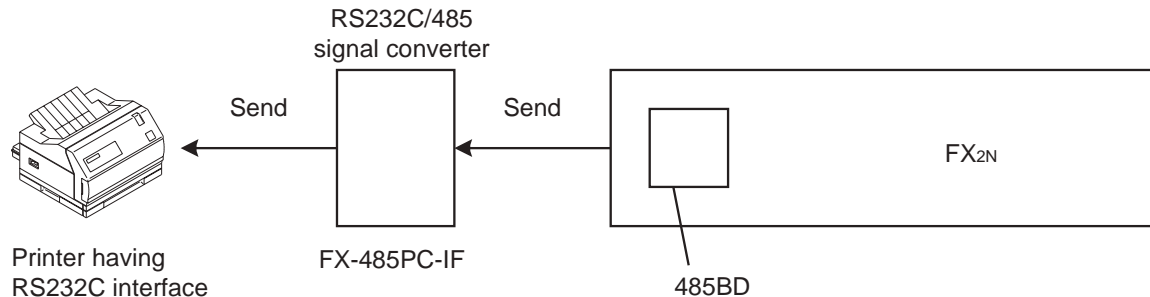 RS232C/485
signal converter
Send
Send
FX2N
Printer having
RS232C interface
FX-485PC-IF
485BD